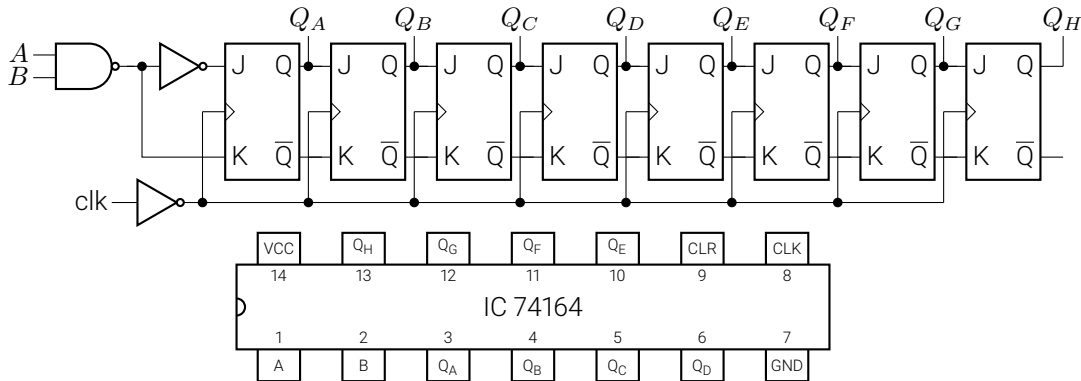 Q_A Q_B Q_C Q_D Q_E Q_F Q_G Q_H
A
B
J Q J Q J Q J Q J Q J Q J Q J Q
K Q̅ K Q̅ K Q̅ K Q̅ K Q̅ K Q̅ K Q̅ K Q̅
clk
VCC Q_H Q_G Q_F Q_E CLR CLK
14 13 12 11 10 9 8
IC 74164
1 2 3 4 5 6 7
A B Q_A Q_B Q_C Q_D GND